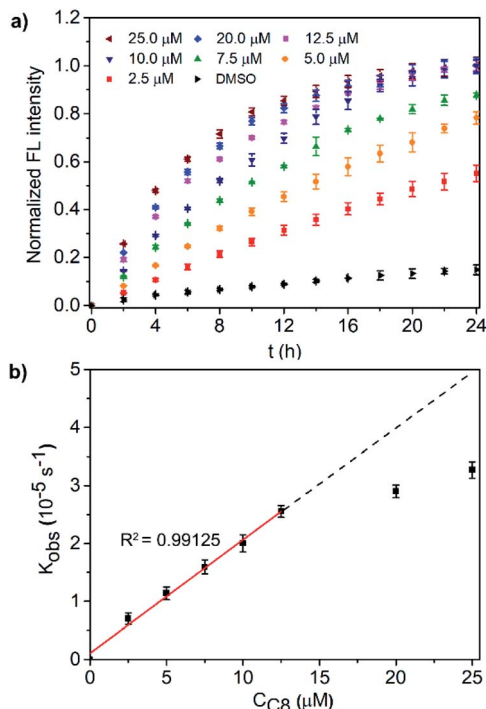 a)
25.0 μM 20.0 μM 12.5 μM
10.0 μM 7.5 μM 5.0 μM
2.5 μM DMSO
Normalized FL intensity
1.2
1.0
0.8
0.6
0.4
0.2
0.0
0 4 8 12 16 20 24
t (h)
b)
Kobs (10-5 s-1)
5
4
3
2
1
0
R2 = 0.99125
0 5 10 15 20 25
CC8 (μM)